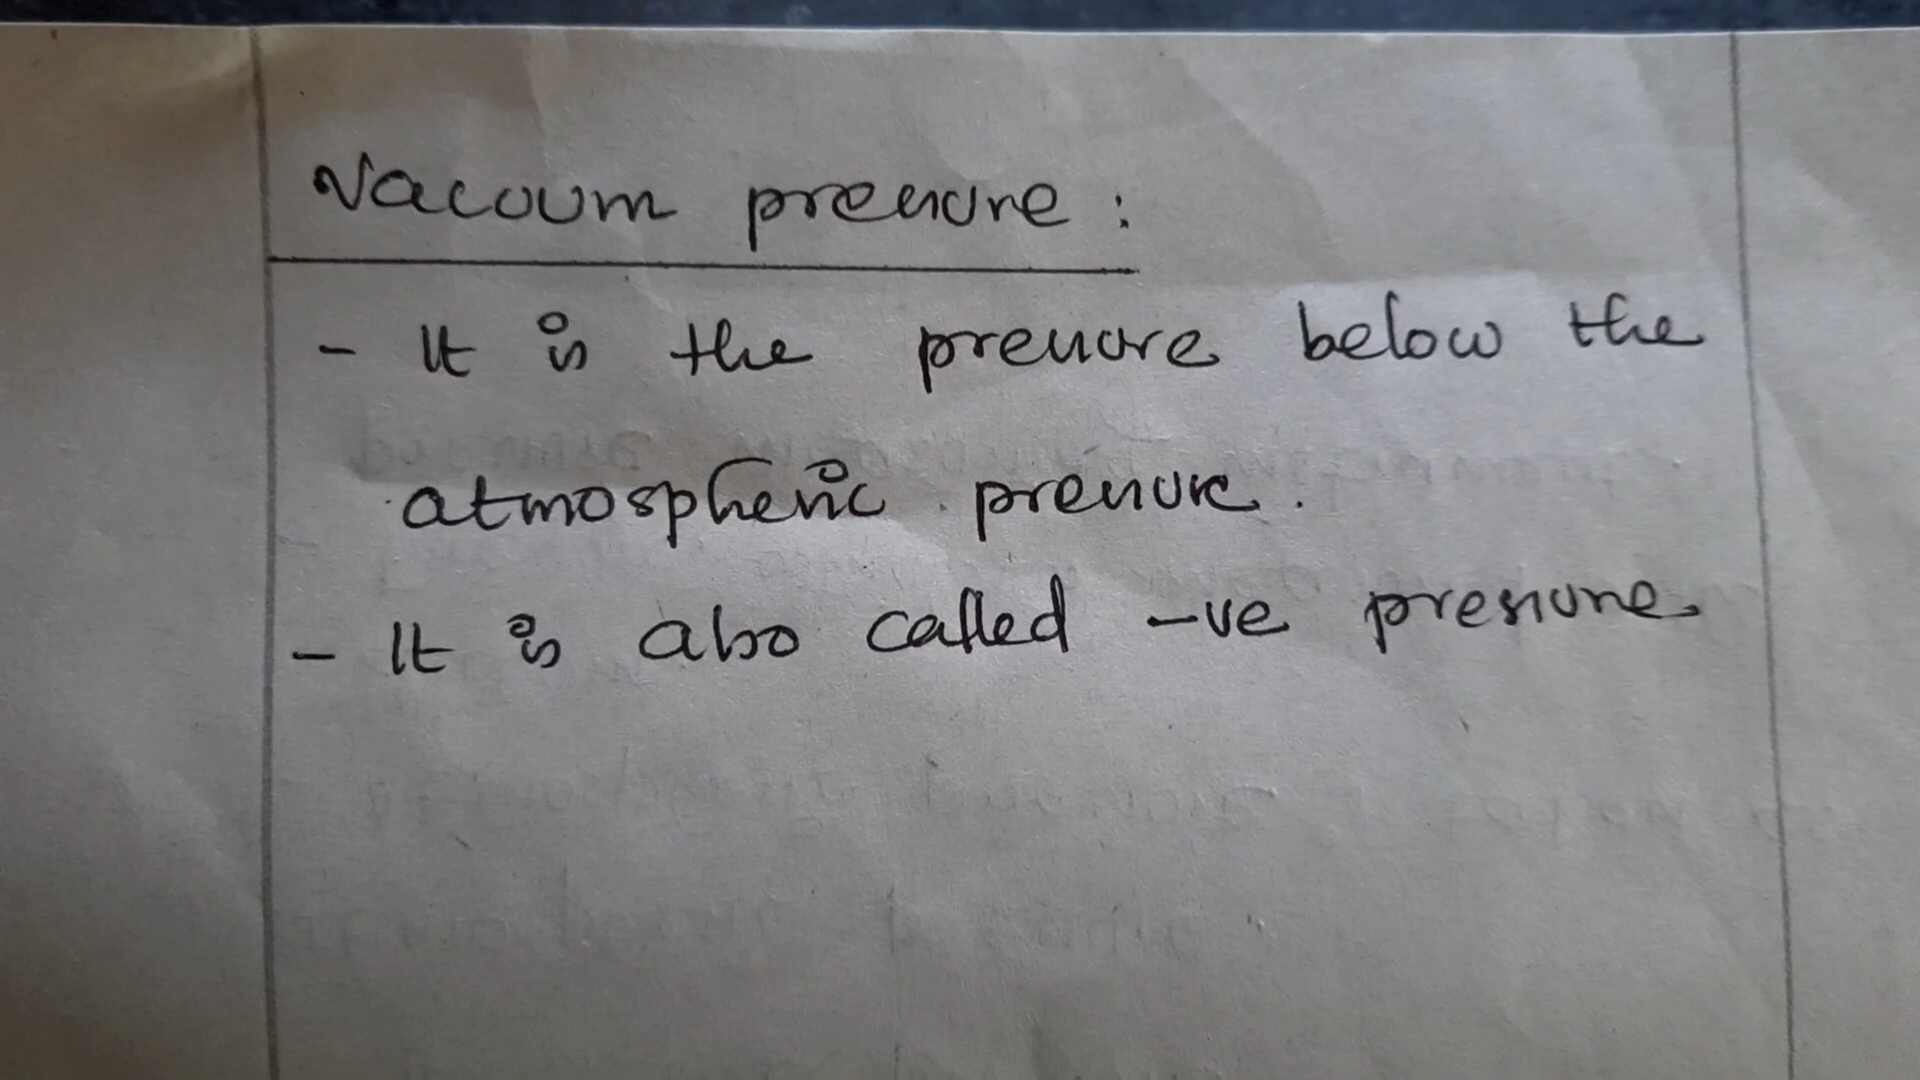 Vacuum pressure :
- It is the pressure below the
atmospheric pressure.
- It is also called -ve pressure